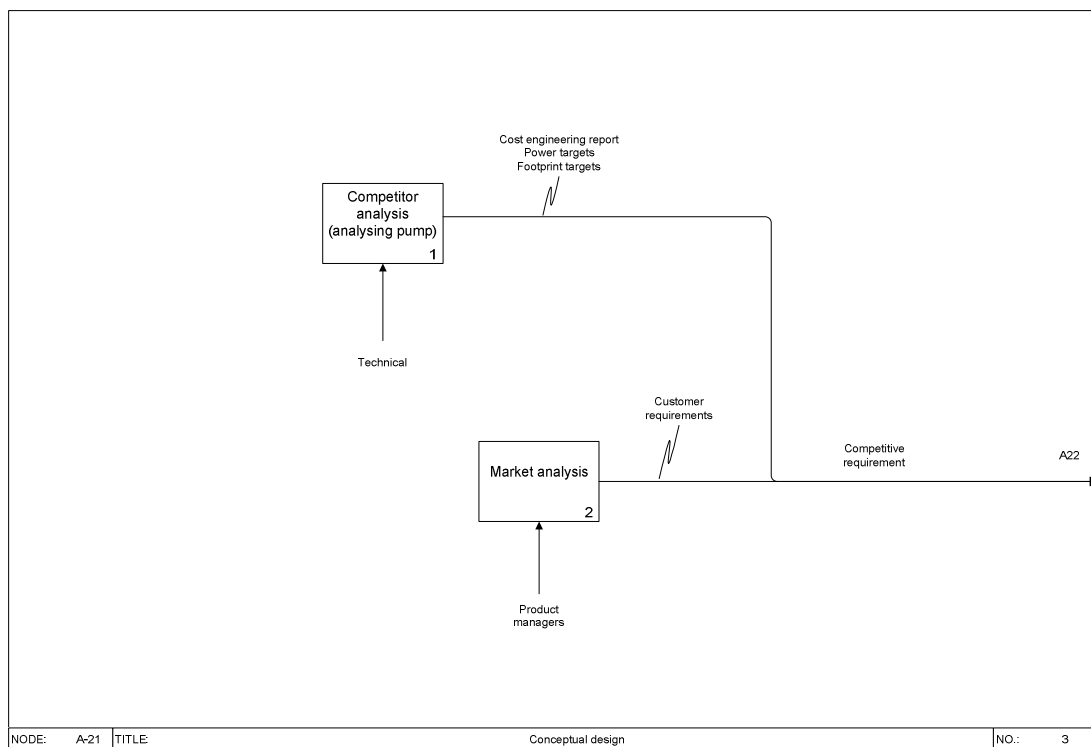 Cost engineering report
Power targets
Footprint targets
Competitor
analysis
(analysing pump)
1
Technical
Customer
requirements
Market analysis
2
Competitive
requirement
A22
Product
managers
NODE: A-21 TITLE: Conceptual design NO.: 3